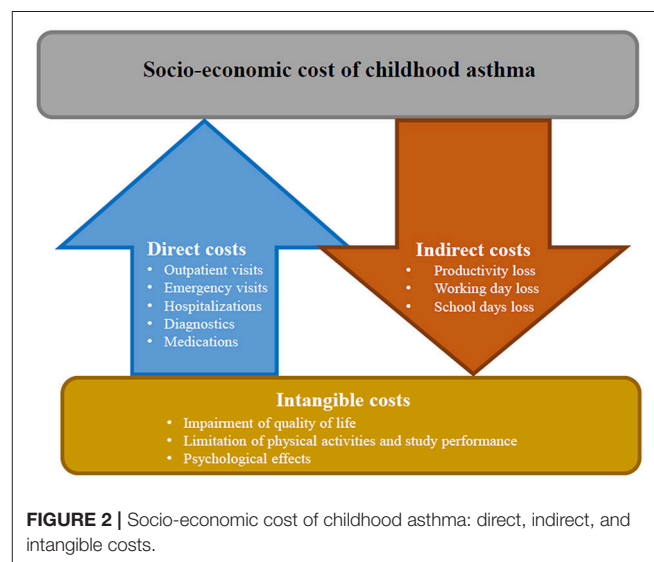 Socio-economic cost of childhood asthma
Direct costs
• Outpatient visits
• Emergency visits
• Hospitalizations
• Diagnostics
• Medications
Indirect costs
• Productivity loss
• Working day loss
• School days loss
Intangible costs
• Impairment of quality of life
• Limitation of physical activities and study performance
• Psychological effects
FIGURE 2 | Socio-economic cost of childhood asthma: direct, indirect, and
intangible costs.